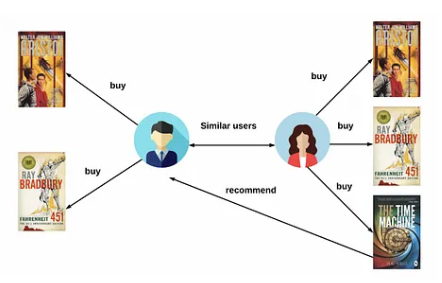 WALTER JON WILLIAMS
buy
buy
RAY
BRADBURY
FAHRENHEIT 451
Similar users
recommend
buy
buy
buy
WALTER JON WILLIAMS
RAY
BRADBURY
FAHRENHEIT 451
THE TIME
MACHINE